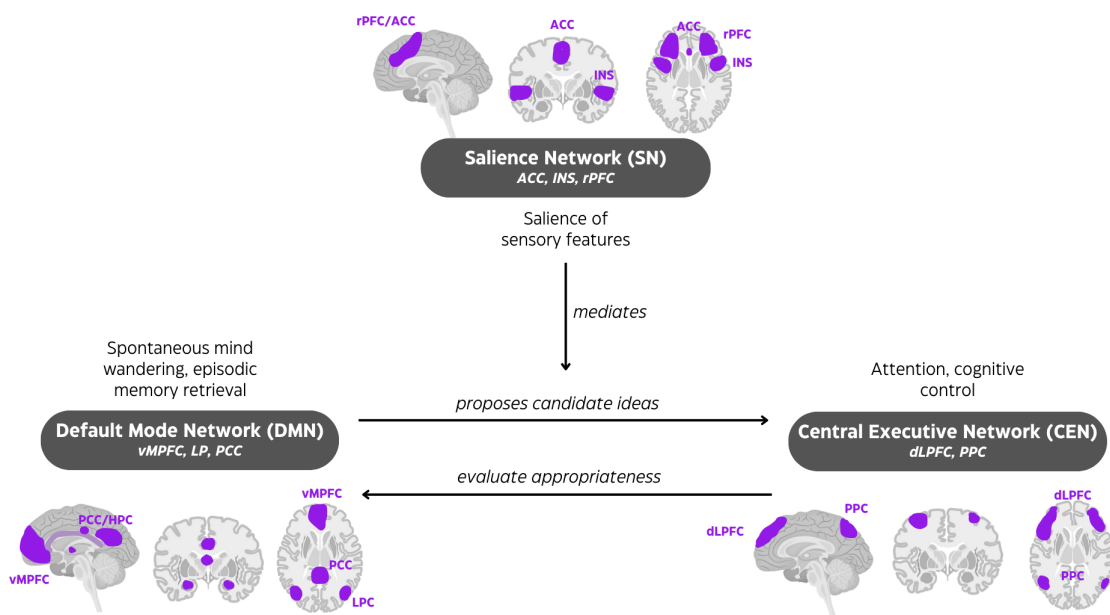 rPFC/ACC
ACC
INS
ACC
rPFC
INS
Salience Network (SN)
ACC, INS, rPFC
Salience of
sensory features
mediates
Spontaneous mind
wandering, episodic
memory retrieval
Default Mode Network (DMN)
vMPFC, LP, PCC
proposes candidate ideas
evaluate appropriateness
Attention, cognitive
control
Central Executive Network (CEN)
dLPFC, PPC
PCC/HPC
vMPFC
vMPFC
PCC
LPC
dLPFC
PPC
dLPFC
PPC